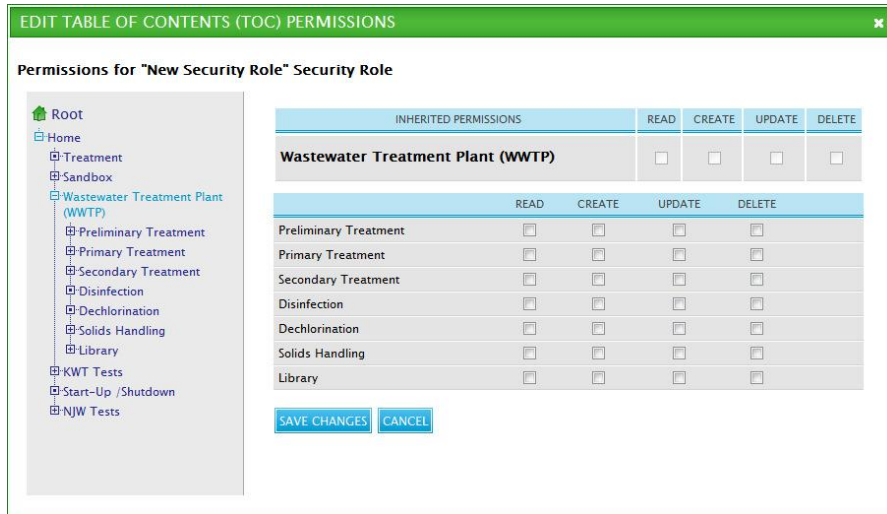 EDIT TABLE OF CONTENTS (TOC) PERMISSIONS
Permissions for "New Security Role" Security Role
Root
Home
Treatment
Sandbox
Wastewater Treatment Plant
(WWTP)
Preliminary Treatment
Primary Treatment
Secondary Treatment
Disinfection
Dechlorination
Solids Handling
Library
KWT Tests
Start-Up /Shutdown
NJW Tests
INHERITED PERMISSIONS READ CREATE UPDATE DELETE
Wastewater Treatment Plant (WWTP)
READ CREATE UPDATE DELETE
Preliminary Treatment
Primary Treatment
Secondary Treatment
Disinfection
Dechlorination
Solids Handling
Library
SAVE CHANGES CANCEL